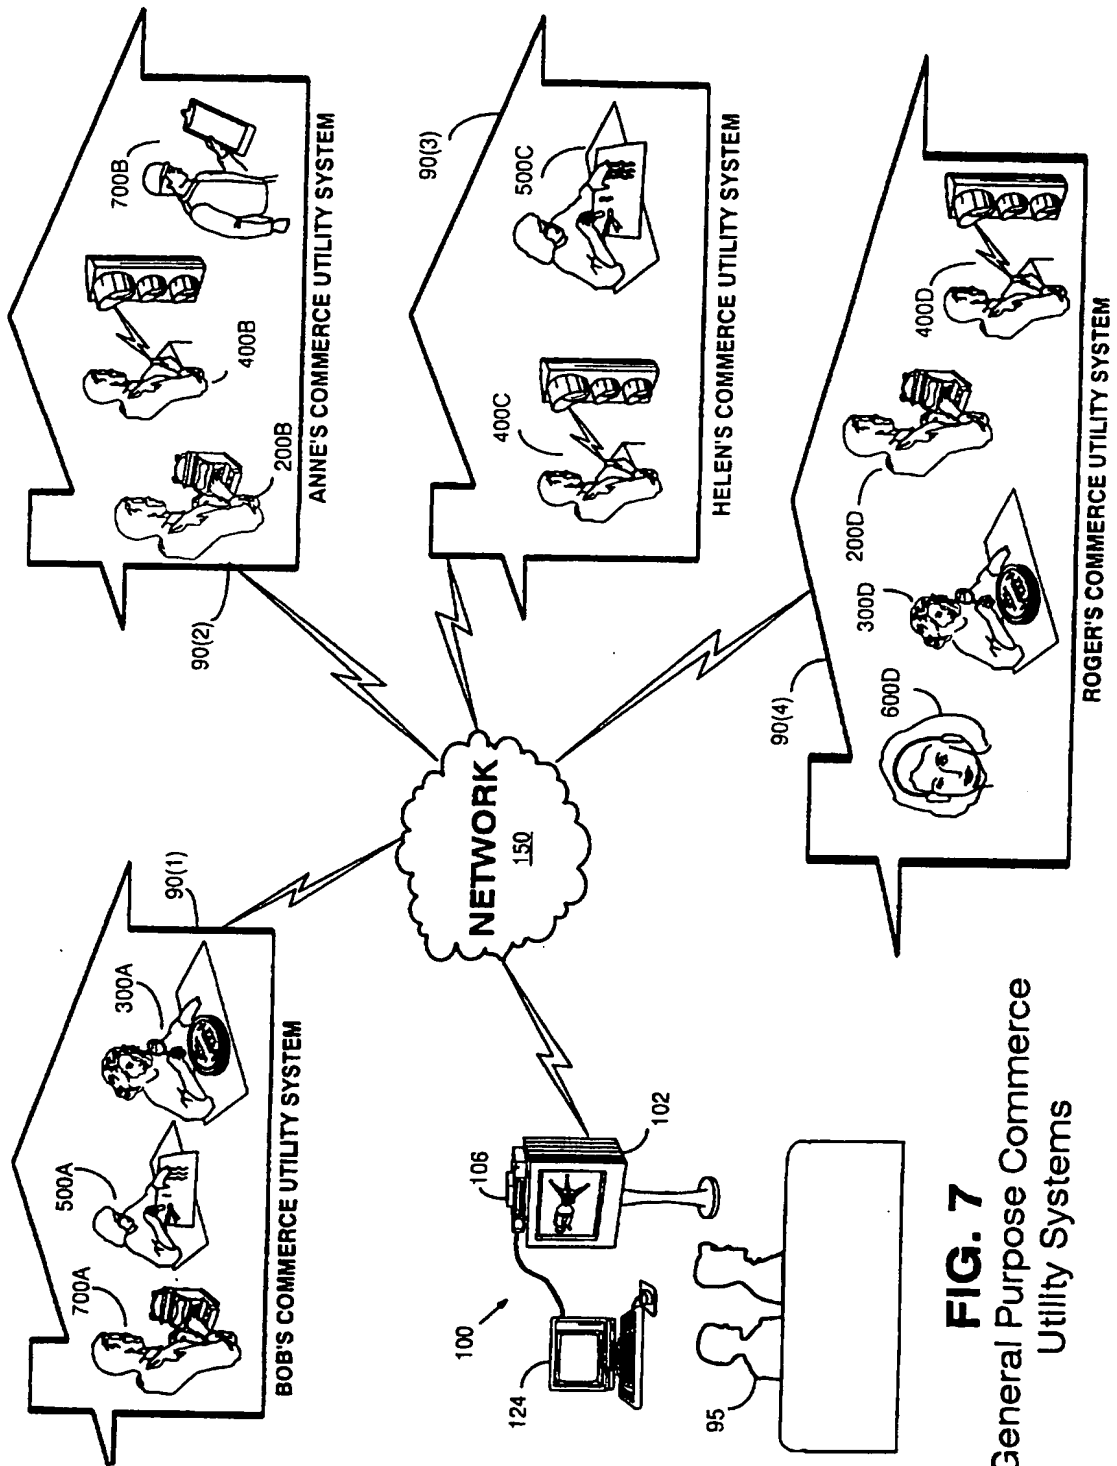 BOB'S COMMERCE UTILITY SYSTEM
700A
500A
300A
90(1)
ANNE'S COMMERCE UTILITY SYSTEM
200B
400B
700B
90(2)
HELEN'S COMMERCE UTILITY SYSTEM
400C
500C
90(3)
ROGER'S COMMERCE UTILITY SYSTEM
600D
300D
200D
400D
90(4)
NETWORK
150
100
124
106
102
95
FIG. 7
General Purpose Commerce
Utility Systems